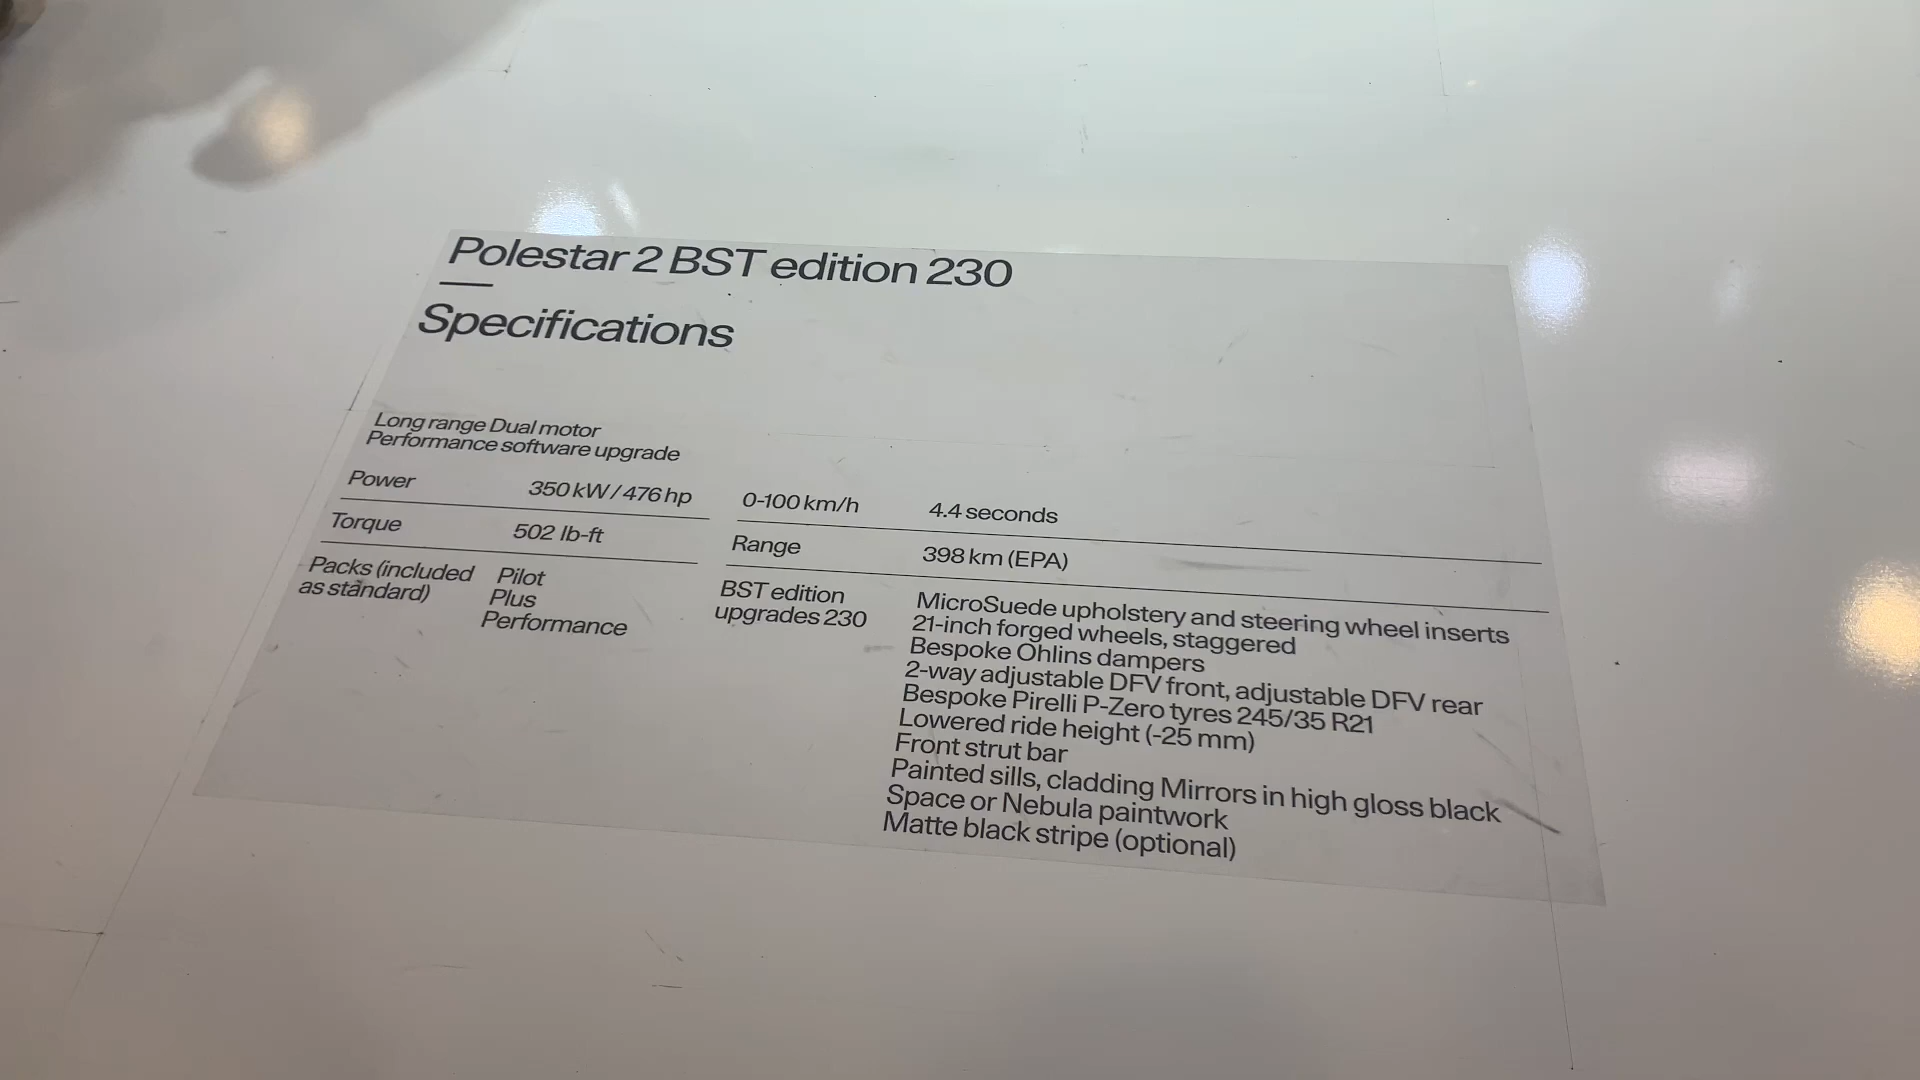 Polestar 2 BST edition 230
Specifications
Long range Dual motor
Performance software upgrade
Power 350 kW / 476 hp
Torque 502 lb-ft
Packs (included as standard) Pilot
Plus
Performance
0-100 km/h 4.4 seconds
Range 398 km (EPA)
BST edition
upgrades 230
MicroSuede upholstery and steering wheel inserts
21-inch forged wheels, staggered
Bespoke Öhlins dampers
2-way adjustable DFV front, adjustable DFV rear
Bespoke Pirelli P-Zero tyres 245/35 R21
Lowered ride height (-25 mm)
Front strut bar
Painted sills, cladding Mirrors in high gloss black
Space or Nebula paintwork
Matte black stripe (optional)